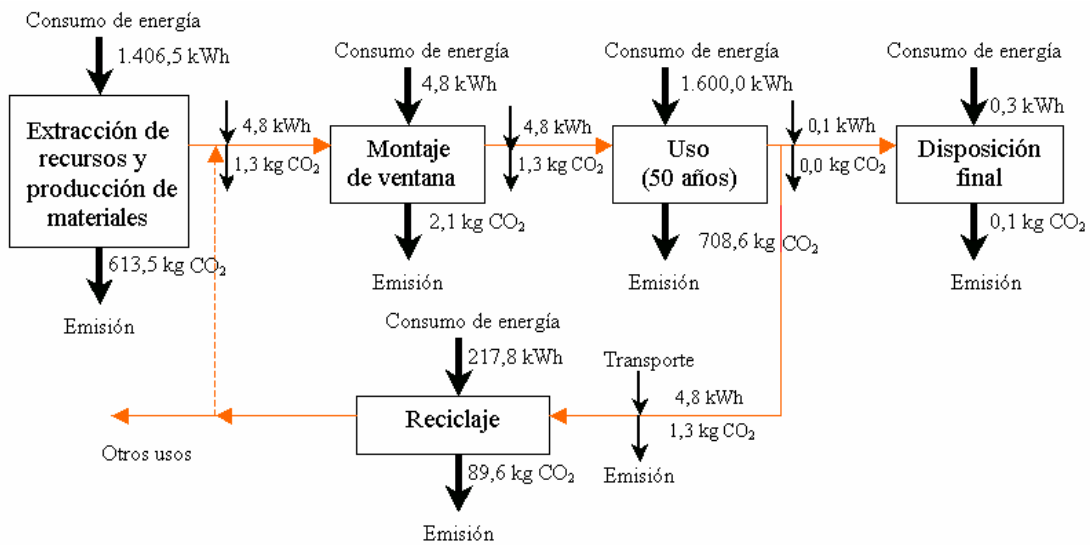 Consumo de energía
1.406,5 kWh
Extracción de
recursos y
producción de
materiales
613,5 kg CO₂
Emisión
4,8 kWh
1,3 kg CO₂
Consumo de energía
4,8 kWh
Montaje
de ventana
2,1 kg CO₂
Emisión
4,8 kWh
1,3 kg CO₂
Consumo de energía
1.600,0 kWh
Uso
(50 años)
708,6 kg CO₂
Emisión
0,1 kWh
0,0 kg CO₂
Consumo de energía
0,3 kWh
Disposición
final
0,1 kg CO₂
Emisión
Consumo de energía
217,8 kWh
Reciclaje
89,6 kg CO₂
Emisión
Transporte
4,8 kWh
1,3 kg CO₂
Emisión
Otros usos